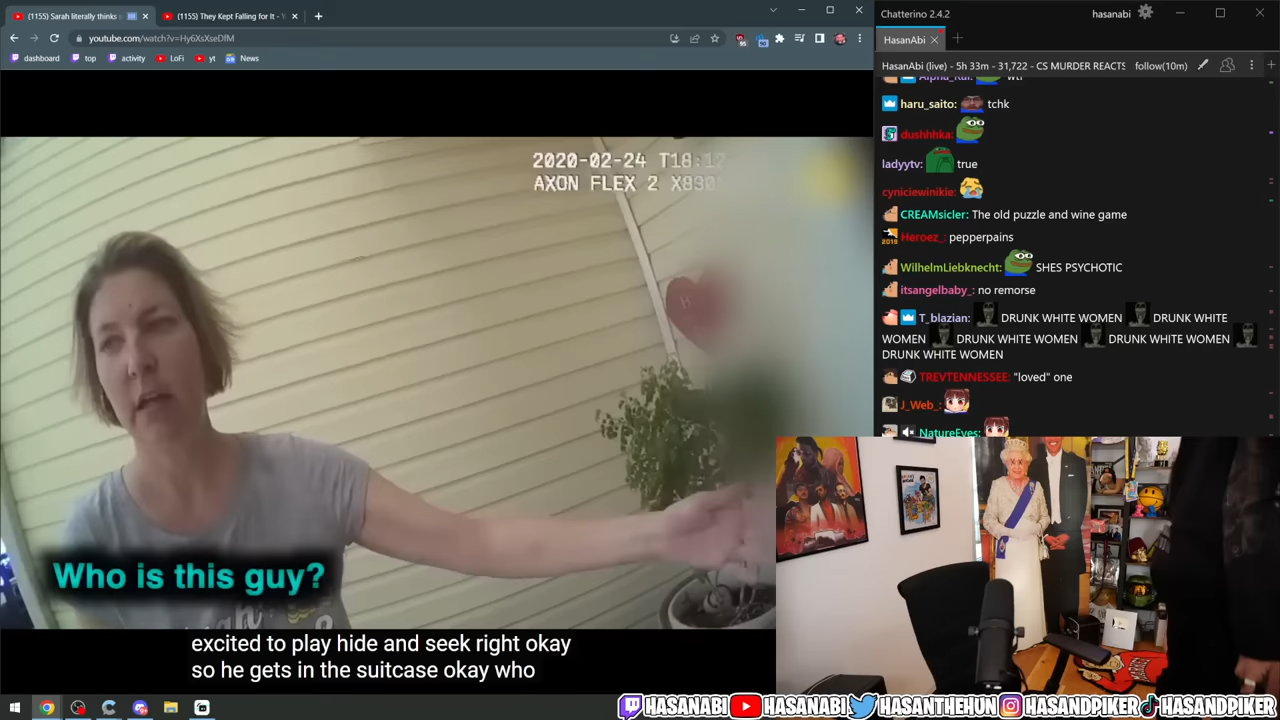 (1155) Sarah literally thinks
(1155) They Kept Falling for It - Y
youtube.com/watch?v=Hy6XsXseDfM
dashboard
top
activity
LoFi
yt
News
2020-02-24 T18:12
AXON FLEX 2 X830
Who is this guy?
excited to play hide and seek right okay
so he gets in the suitcase okay who
Chatterino 2.4.2
hasanabi
HasanAbi
HasanAbi (live) - 5h 33m - 31,722 - CS MURDER REACTS
follow(10m)
haru_saito: tchk
dushhhka:
ladyytv: true
cyniciewinikie:
CREAMsicler: The old puzzle and wine game
Heroez_: pepperpains
WilhelmLiebknecht: SHES PSYCHOTIC
itsangelbaby_: no remorse
T_blazian: DRUNK WHITE WOMEN DRUNK WHITE
WOMEN DRUNK WHITE WOMEN DRUNK WHITE WOMEN
DRUNK WHITE WOMEN
TREVTENNESSEE: "loved" one
J_Web_:
NatureEyes:
HASANABI HASANABI HASANTHEHUN HASANDPIKER HASANDPIKER